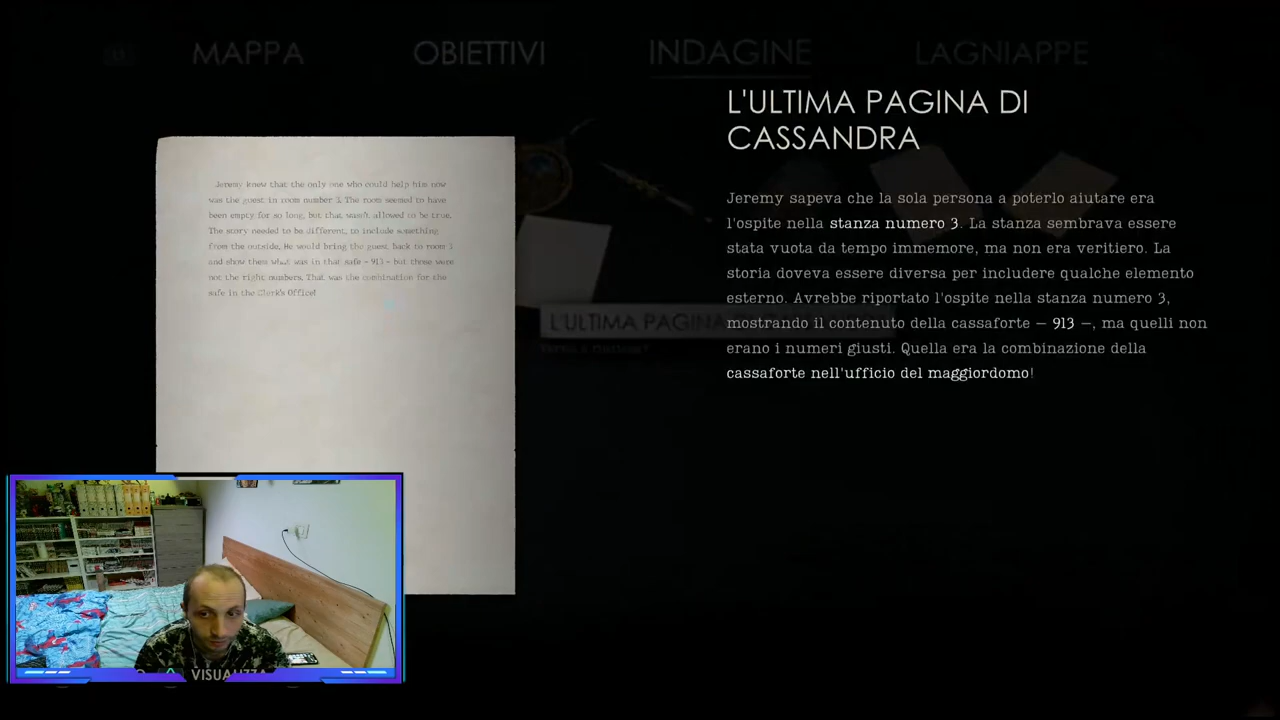 MAPPA
OBIETTIVI
INDAGINE
LAGNIAPPE
L'ULTIMA PAGINA DI
CASSANDRA
Jeremy knew that the only one who could help him now
was the guest in room number 3. The room seemed to have
been empty for so long, but that wasn't allowed to be true.
The story needed to be different, to include something
from the outside. He would bring the guest back to room 3
and show them what was in that safe - 913 - but those were
not the right numbers. That was the combination for the
safe in the Clerk's Office!
Jeremy sapeva che la sola persona a poterlo aiutare era
l'ospite nella stanza numero 3. La stanza sembrava essere
stata vuota da tempo immemore, ma non era veritiero. La
storia doveva essere diversa per includere qualche elemento
esterno. Avrebbe riportato l'ospite nella stanza numero 3,
mostrando il contenuto della cassaforte – 913 –, ma quelli non
erano i numeri giusti. Quella era la combinazione della
cassaforte nell'ufficio del maggiordomo!
L'ULTIMA PAGINA